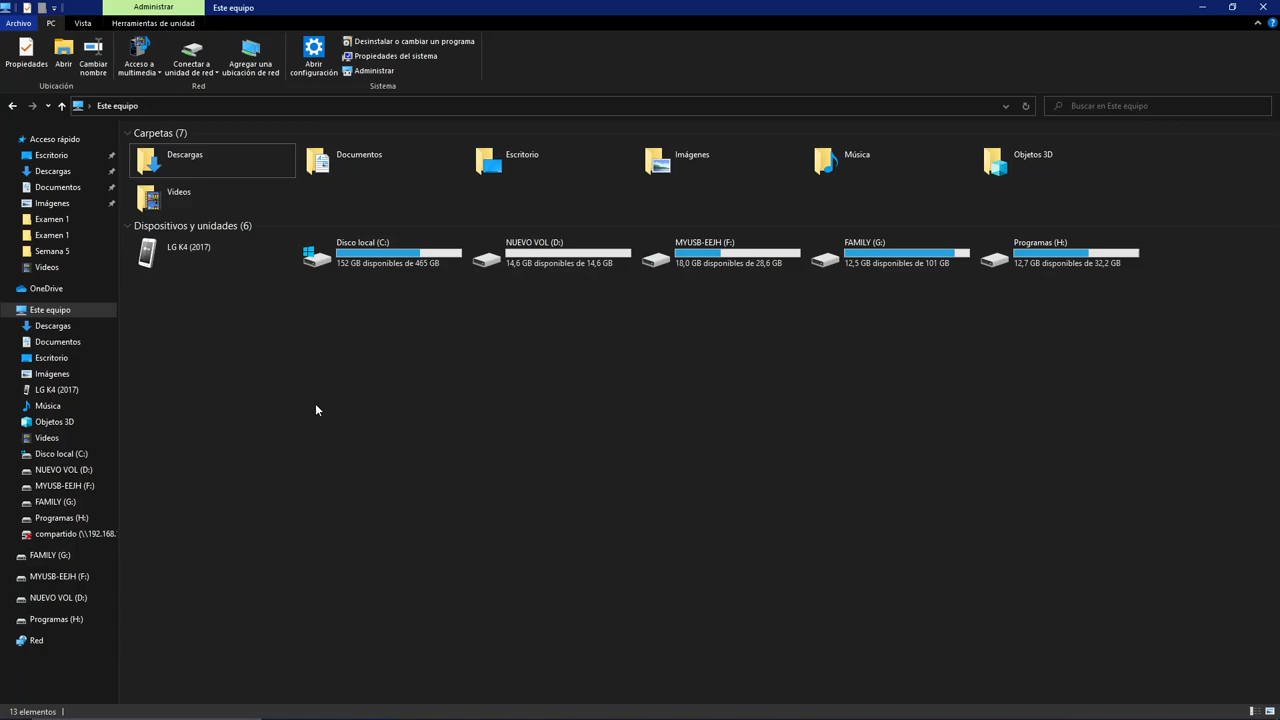 Administrar Este equipo
Archivo PC Vista Herramientas de unidad
Propiedades
Abrir
Cambiar
nombre
Ubicación
Acceso a
multimedia
Conectar a
unidad de red
Agregar una
ubicación de red
Red
Abrir
configuración
Desinstalar o cambiar un programa
Propiedades del sistema
Administrar
Sistema
Este equipo
Buscar en Este equipo
Acceso rápido
Escritorio
Descargas
Documentos
Imágenes
Examen 1
Examen 1
Semana 5
Videos
OneDrive
Este equipo
Descargas
Documentos
Escritorio
Imágenes
LG K4 (2017)
Música
Objetos 3D
Videos
Disco local (C:)
NUEVO VOL (D:)
MYUSB-EEJH (F:)
FAMILY (G:)
Programas (H:)
compartido (\\192.168.
FAMILY (G:)
MYUSB-EEJH (F:)
NUEVO VOL (D:)
Programas (H:)
Red
Carpetas (7)
Descargas
Documentos
Escritorio
Imágenes
Música
Objetos 3D
Videos
Dispositivos y unidades (6)
LG K4 (2017)
Disco local (C:)
152 GB disponibles de 465 GB
NUEVO VOL (D:)
14,6 GB disponibles de 14,6 GB
MYUSB-EEJH (F:)
18,0 GB disponibles de 28,6 GB
FAMILY (G:)
12,5 GB disponibles de 101 GB
Programas (H:)
12,7 GB disponibles de 32,2 GB
13 elementos